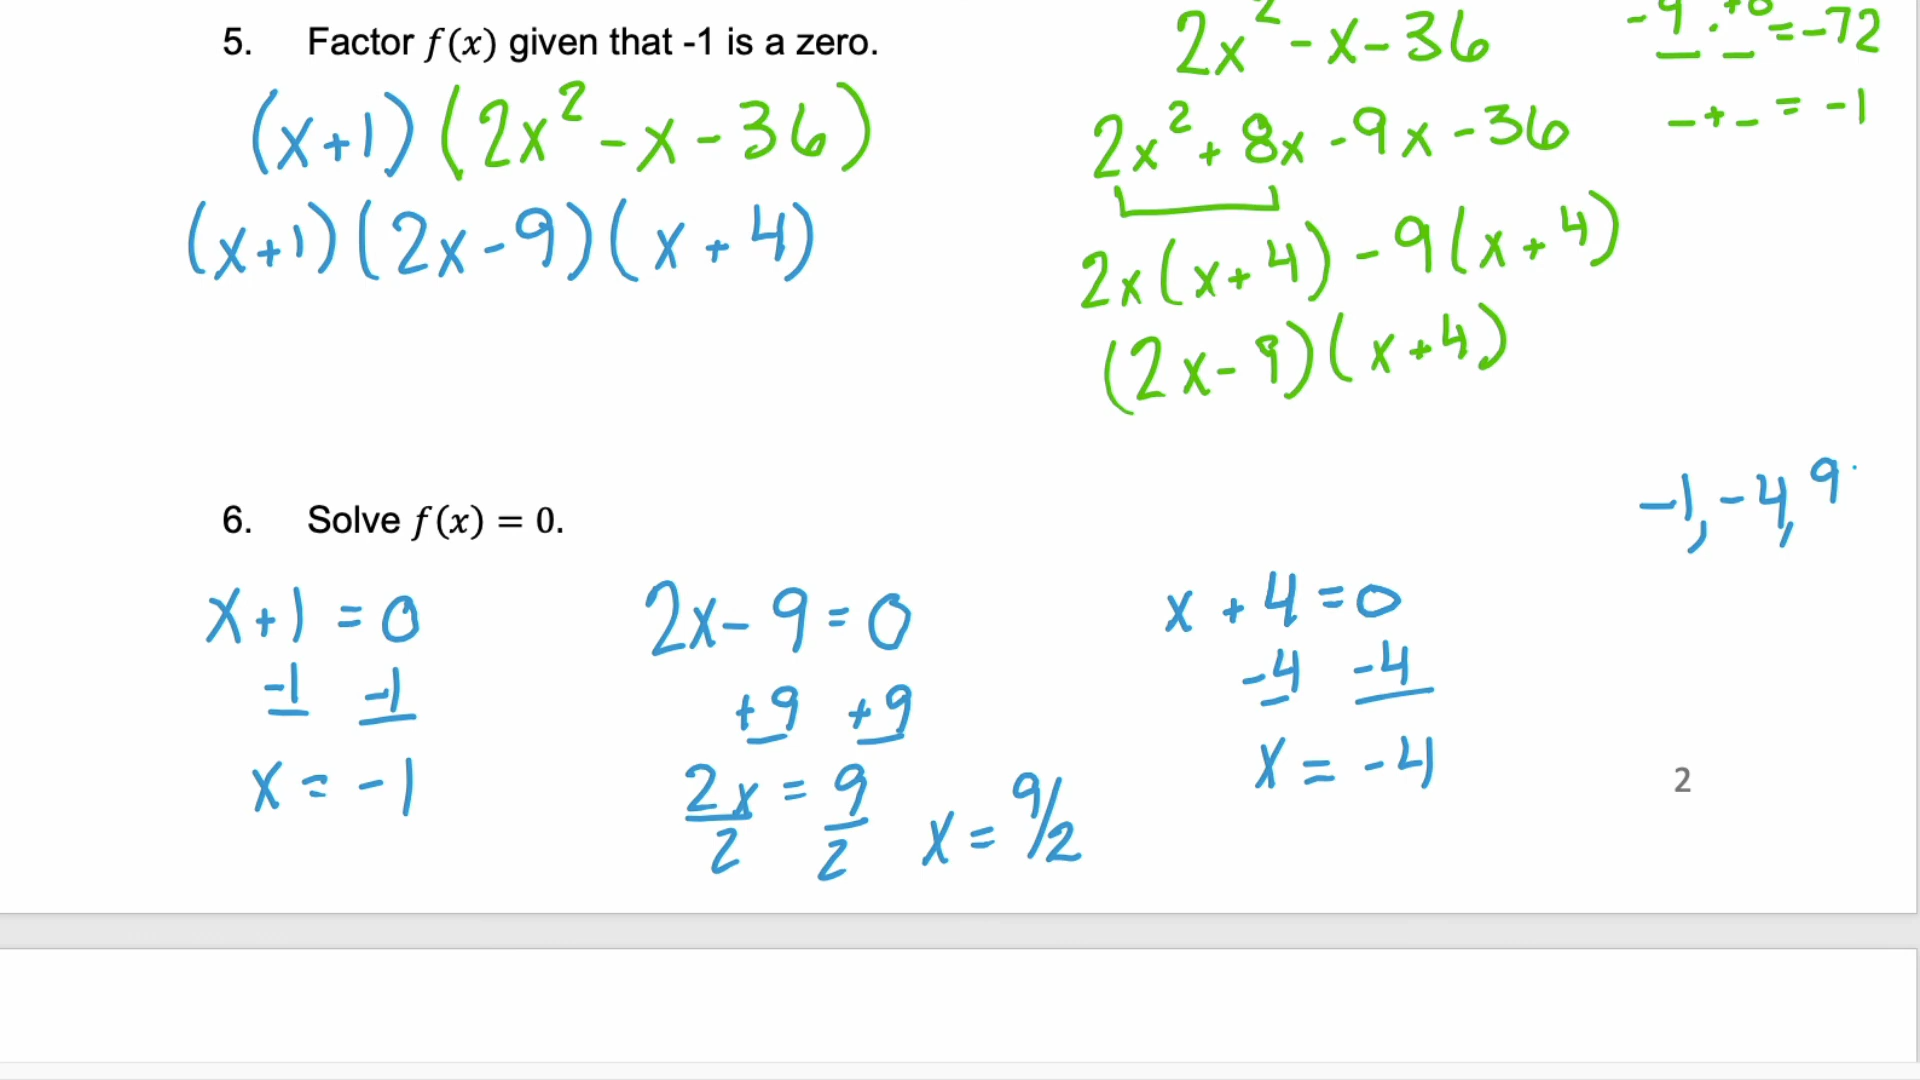 5. Factor f(x) given that -1 is a zero.
(x+1)(2x²-x-36)
(x+1)(2x-9)(x+4)
2x²-x-36
2x²+8x-9x-36
2x(x+4)-9(x+4)
(2x-9)(x+4)
-9·+8=-72
_+_=-1
6. Solve f(x) = 0.
-1,-4,9
x+1=0
-1 -1
x=-1
2x-9=0
+9 +9
2x/2=9/2 x=9/2
x+4=0
-4 -4
x=-4
2